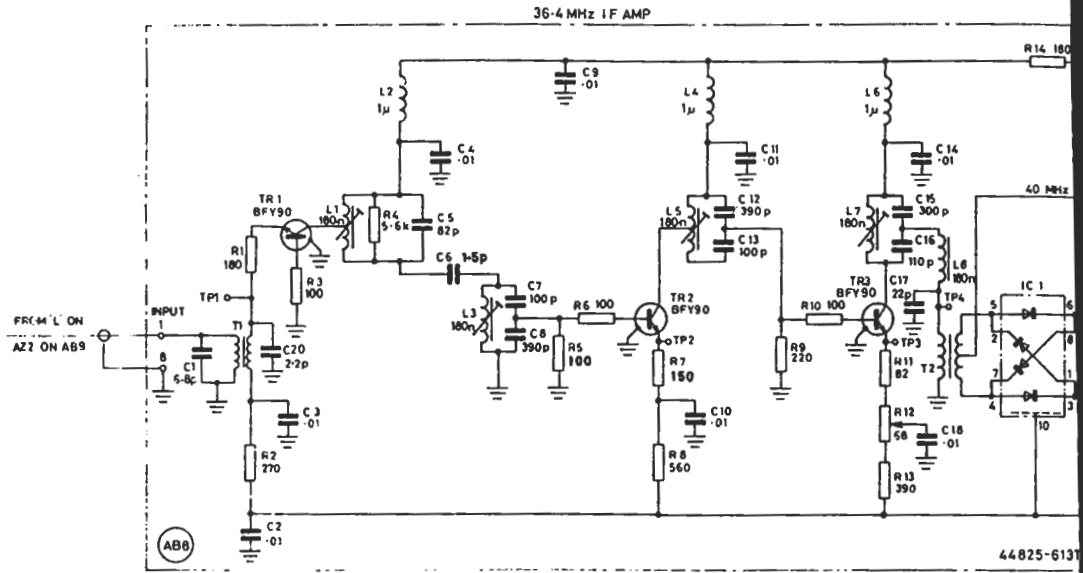 36·4 MHz IF AMP
R14 180
L2
1µ
C9
·01
L4
1µ
L6
1µ
C4
·01
C11
·01
C14
·01
40 MHz
TR1
BFY90
L1
180n
R4
5·6k
C5
82p
L5
180n
C12
390p
C13
100p
L7
180n
C15
300p
C16
110p
R1
180
R3
100
C6 1·5p
L3
180n
C7
100p
C8
390p
R6 100
R5
100
TR2
BFY90
TP2
R10 100
TR3
BFY90
C17
22p
L8
180n
TP4
TP3
IC1
5
6
2
8
7
1
4
3
10
TP1
INPUT
1
8
FROM 'L' ON
AZ2 ON AB9
T1
C1
6·8p
C20
2·2p
C3
·01
R2
270
C2
·01
R7
150
C10
·01
R8
560
R9
220
R11
82
R12
68
C18
·01
R13
390
T2
AB8
44825-613T